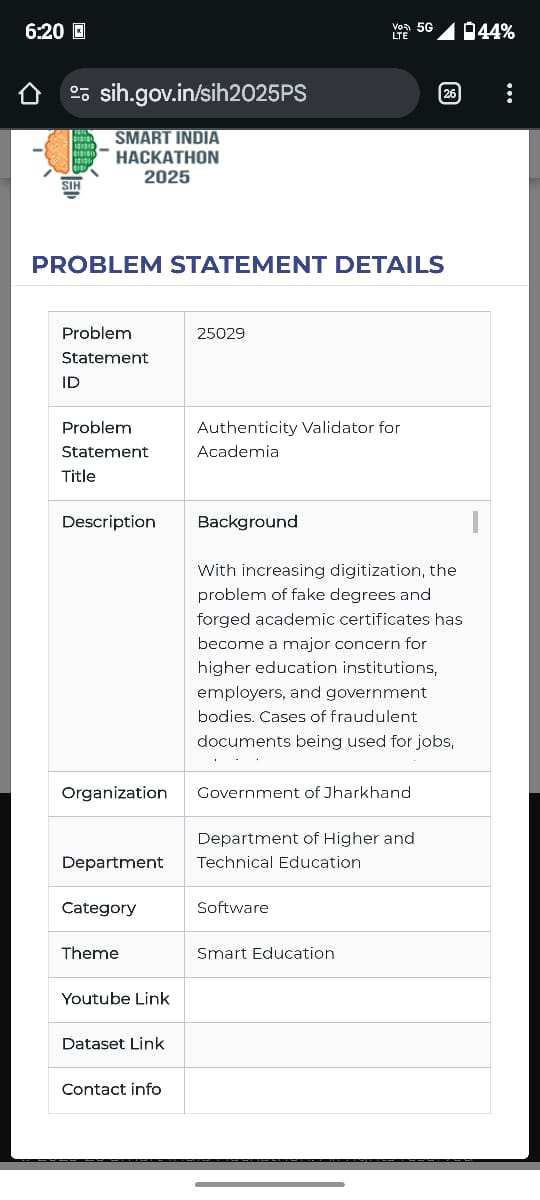 6:20
Vo))
LTE
5G
44%
sih.gov.in/sih2025PS
26
SMART INDIA
HACKATHON
2025
SIH
PROBLEM STATEMENT DETAILS
Problem
Statement
ID
25029
Problem
Statement
Title
Authenticity Validator for
Academia
Description
Background
With increasing digitization, the
problem of fake degrees and
forged academic certificates has
become a major concern for
higher education institutions,
employers, and government
bodies. Cases of fraudulent
documents being used for jobs,
Organization
Government of Jharkhand
Department
Department of Higher and
Technical Education
Category
Software
Theme
Smart Education
Youtube Link
Dataset Link
Contact info